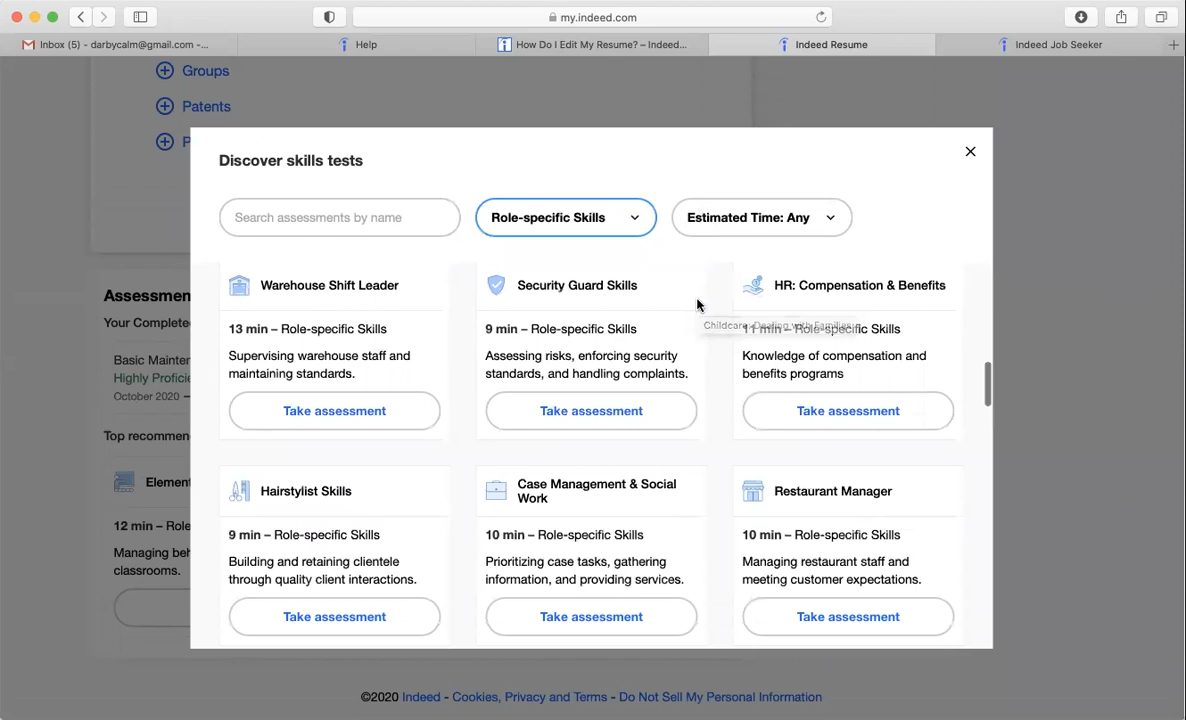 my.indeed.com
Inbox (5) - darbycalm@gmail.com -...
Help
How Do I Edit My Resume? – Indeed...
Indeed Resume
Indeed Job Seeker
Groups
Patents
P
Discover skills tests
Search assessments by name
Role-specific Skills
Estimated Time: Any
Warehouse Shift Leader
13 min – Role-specific Skills
Supervising warehouse staff and
maintaining standards.
Take assessment
Security Guard Skills
9 min – Role-specific Skills
Assessing risks, enforcing security
standards, and handling complaints.
Take assessment
HR: Compensation & Benefits
Childcare: Dealing with Families
11 min – Role-specific Skills
Knowledge of compensation and
benefits programs
Take assessment
Hairstylist Skills
9 min – Role-specific Skills
Building and retaining clientele
through quality client interactions.
Take assessment
Case Management & Social
Work
10 min – Role-specific Skills
Prioritizing case tasks, gathering
information, and providing services.
Take assessment
Restaurant Manager
10 min – Role-specific Skills
Managing restaurant staff and
meeting customer expectations.
Take assessment
Assessmen
Your Complete
Basic Mainter
Highly Proficie
October 2020 –
Top recommen
Element
12 min – Role
Managing beh
classrooms.
©2020 Indeed - Cookies, Privacy and Terms - Do Not Sell My Personal Information